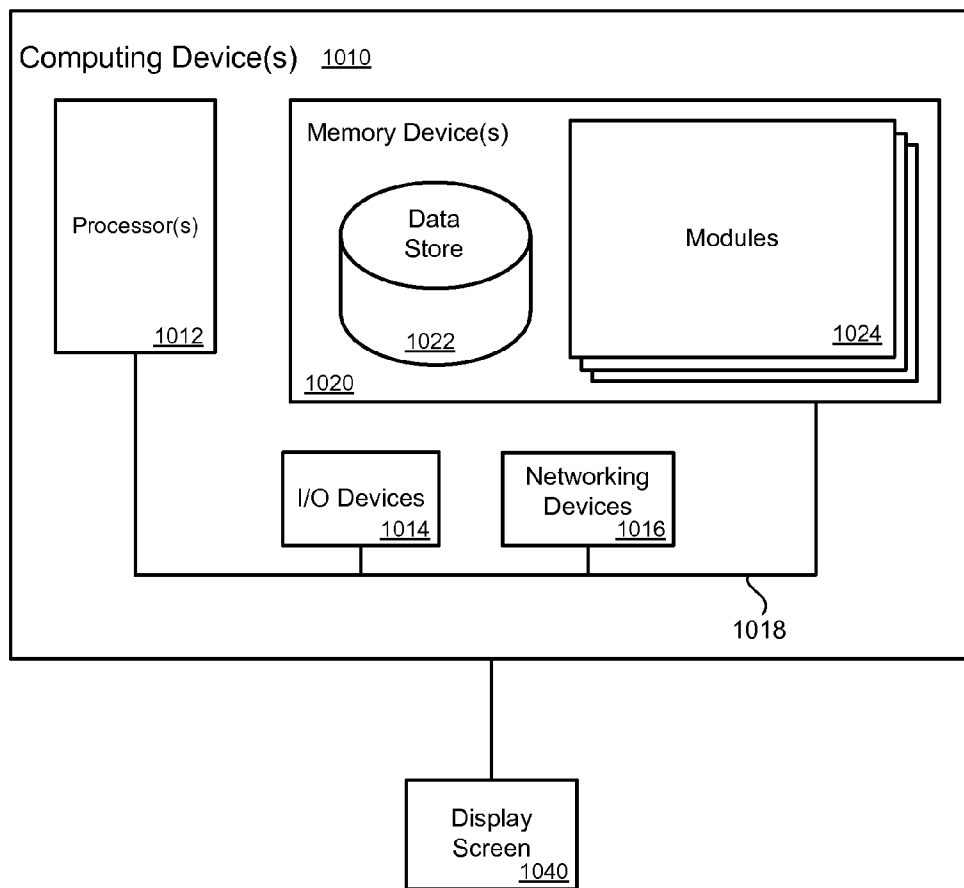 Computing Device(s) 1010
Processor(s)
1012
Memory Device(s)
Data
Store
1022
1020
Modules
1024
I/O Devices
1014
Networking
Devices
1016
1018
Display
Screen
1040